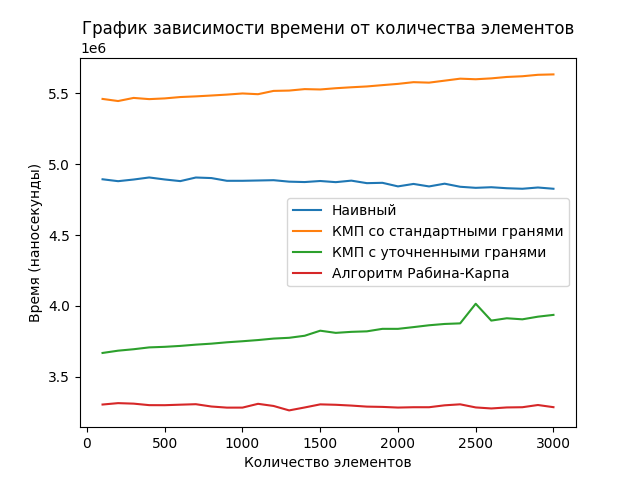 График зависимости времени от количества элементов
1e6
5.5
5.0
4.5
4.0
3.5
Время (наносекунды)
Наивный
КМП со стандартными гранями
КМП с уточненными гранями
Алгоритм Рабина-Карпа
0 500 1000 1500 2000 2500 3000
Количество элементов